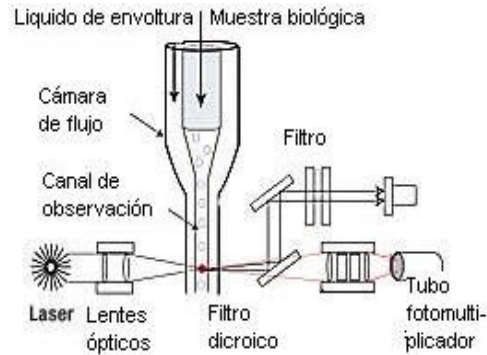 Liquido de envoltura
Muestra biológica
Cámara
de flujo
Filtro
Canal de
observación
Laser
Lentes
ópticos
Filtro
dicroico
Tubo
fotomulti-
plicador